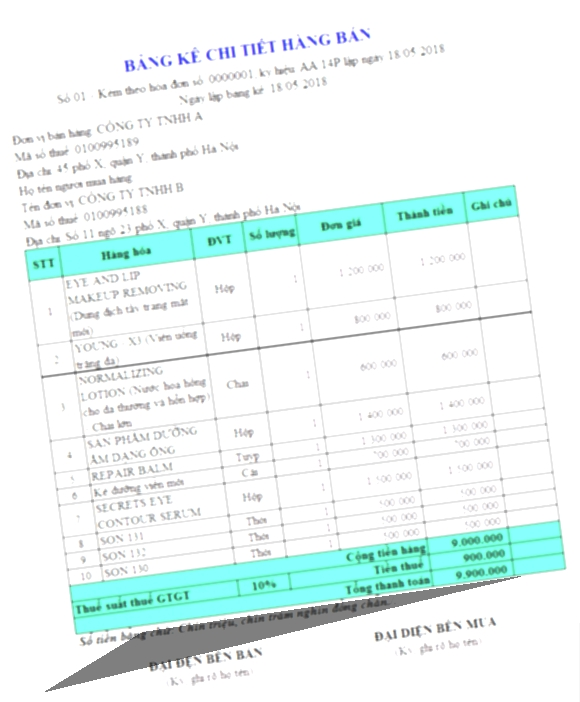 BẢNG KÊ CHI TIẾT HÀNG BÁN
Số 01 - Kèm theo hóa đơn số 0000001, ký hiệu AA/14P lập ngày 18/05/2018
Ngày lập bảng kê 18/05/2018
Đơn vị bán hàng: CÔNG TY TNHH A
Mã số thuế: 0100995189
Địa chỉ: 45 phố X, quận Y, thành phố Hà Nội
Họ tên người mua hàng:
Tên đơn vị: CÔNG TY TNHH B
Mã số thuế: 0100995188
Địa chỉ: Số 11 ngõ 23 phố X, quận Y, thành phố Hà Nội
STT Hàng hóa ĐVT Số lượng Đơn giá Thành tiền Ghi chú
1 EYE AND LIP MAKEUP REMOVING (Dung dịch tẩy trang mắt môi) Hộp 1 1.200.000 1.200.000
2 YOUNG (Viên uống trắng da) Hộp 1 800.000 800.000
3 NORMALIZING LOTION (Nước hoa hồng cho da thường và hỗn hợp) Chai lớn Chai 1 600.000 600.000
4 SẢN PHẨM DƯỠNG ẨM DẠNG ỐNG Hộp 1 1.400.000 1.400.000
5 REPAIR BALM Tuýp 1 1.300.000 1.300.000
6 Kẻ đường viền môi Cái 1 700.000 700.000
7 SECRETS EYE CONTOUR SERUM Hộp 1 1.500.000 1.500.000
8 SON 131 Thỏi 1 500.000 500.000
9 SON 132 Thỏi 1 500.000 500.000
10 SON 130 Thỏi 1 500.000 500.000
Cộng tiền hàng 9.000.000
Thuế suất thuế GTGT 10% Tiền thuế 900.000
Tổng thanh toán 9.900.000
Số tiền bằng chữ: Chín triệu, chín trăm nghìn đồng chẵn.
ĐẠI DIỆN BÊN BÁN ĐẠI DIỆN BÊN MUA
(Ký, ghi rõ họ tên) (Ký, ghi rõ họ tên)